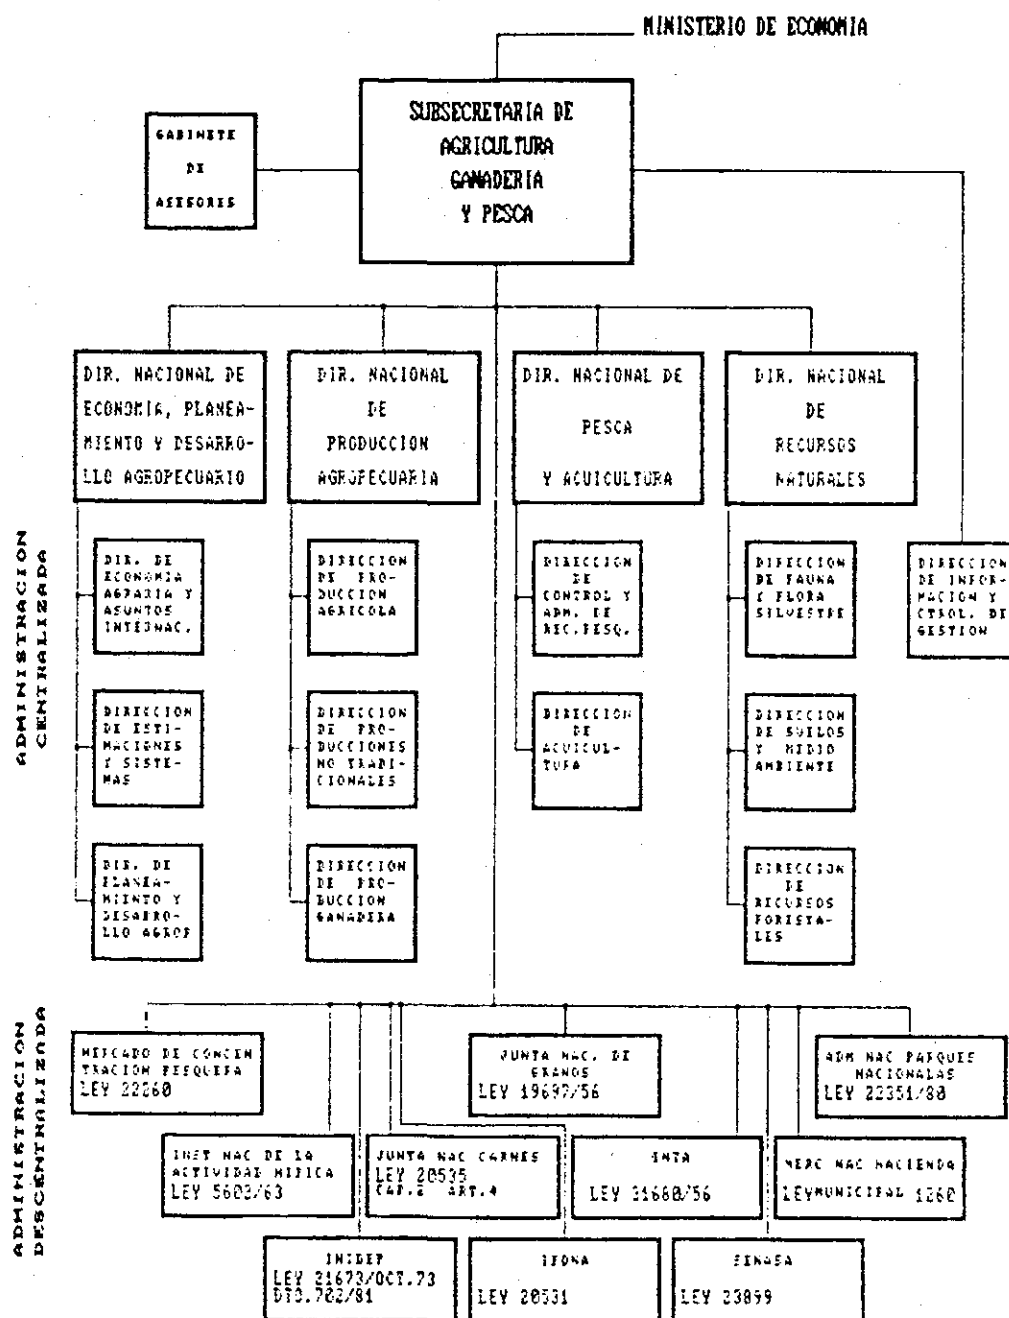 MINISTERIO DE ECONOMIA
SUBSECRETARIA DE
AGRICULTURA
GANADERIA
Y PESCA
GABINETE
DE
ASESORES
DIR. NACIONAL DE
ECONOMIA, PLANEA-
MIENTO Y DESARRO-
LLO AGROPECUARIO
DIR. NACIONAL
DE
PRODUCCION
AGROPECUARIA
DIR. NACIONAL DE
PESCA
Y ACUICULTURA
DIR. NACIONAL
DE
RECURSOS
NATURALES
ADMINISTRACION
CENTRALIZADA
DIR. DE
ECONOMIA
AGRARIA Y
ASUNTOS
INTERNAC.
DIRECCION
DE PRO-
DUCCION
AGRICOLA
DIRECCION
DE
CONTROL Y
ADM. DE
REC.PESQ.
DIRECCION
DE FAUNA
Y FLORA
SILVESTRE
DIRECCION
DE INFOR-
MACION Y
CTROL. DE
GESTION
DIRECCION
DE ESTI-
MACIONES
Y SISTE-
MAS
DIRECCION
DE PRO-
DUCCIONES
NO TRADI-
CIONALES
DIRECCION
DE
ACUICUL-
TURA
DIRECCION
DE SUELOS
Y MEDIO
AMBIENTE
DIR. DE
PLANEA-
MIENTO Y
DESARRO-
LLO AGROP
DIRECCION
DE PRO-
DUCCION
GANADERA
DIRECCION
DE
RECURSOS
FORESTA-
LES
ADMINISTRACION
DESCENTRALIZADA
MERCADO DE CONCEN
TRACION PESQUERA
LEY 22260
JUNTA NAC. DE
GRANOS
LEY 19697/56
ADM NAC PARQUES
NACIONALAS
LEY 22351/80
INST NAC DE LA
ACTIVIDAD HIPICA
LEY 5603/63
JUNTA NAC CARNES
LEY 20535
CAP.2 ART.4
INTA
LEY 21680/56
MERC NAC HACIENDA
LEY MUNICIPAL 1260
INIDEP
LEY 21673/OCT.73
DTO.702/81
IFONA
LEY 20531
SENASA
LEY 23899